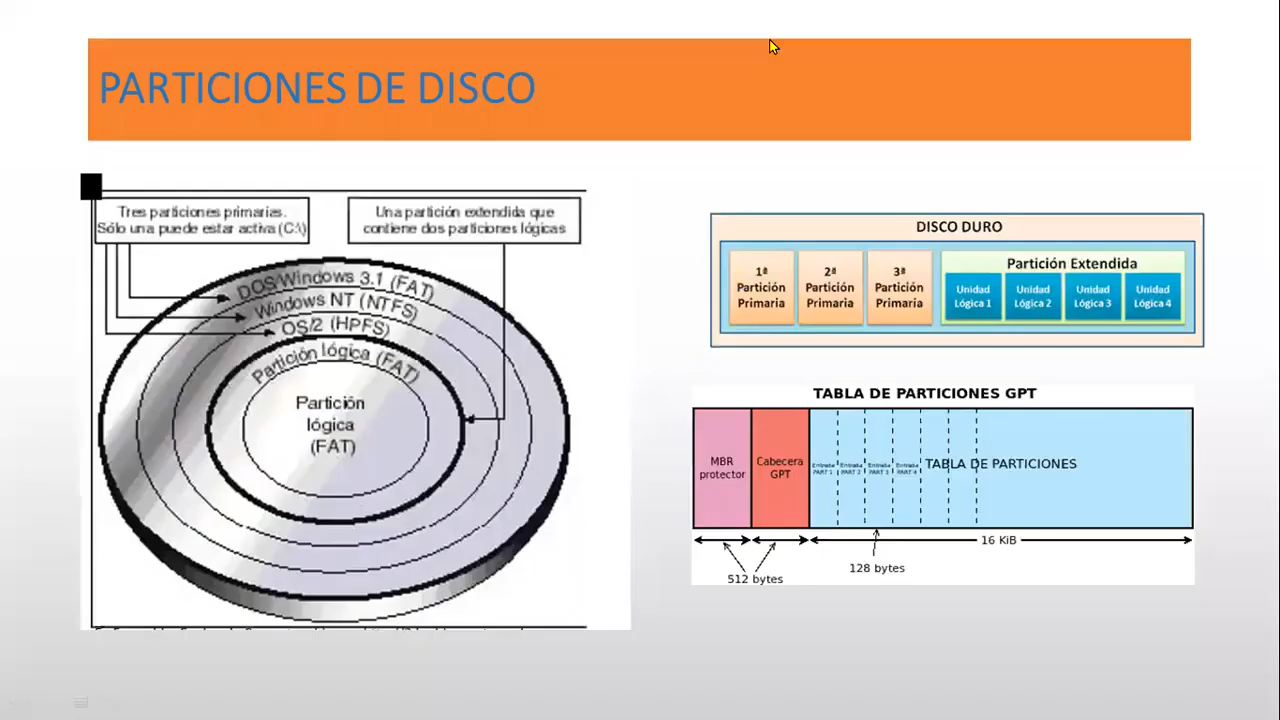 PARTICIONES DE DISCO
Tres particiones primarias.
Sólo una puede estar activa (C:\)
Una partición extendida que
contiene dos particiones lógicas
DOS/Windows 3.1 (FAT)
Windows NT (NTFS)
OS/2 (HPFS)
Partición lógica (FAT)
Partición
lógica
(FAT)
DISCO DURO
1ª
Partición
Primaria
2ª
Partición
Primaria
3ª
Partición
Primaria
Partición Extendida
Unidad
Lógica 1
Unidad
Lógica 2
Unidad
Lógica 3
Unidad
Lógica 4
TABLA DE PARTICIONES GPT
MBR
protector
Cabecera
GPT
Entrada
PART 1
Entrada
PART 2
Entrada
PART 3
Entrada
PART 4
TABLA DE PARTICIONES
16 KiB
512 bytes
128 bytes